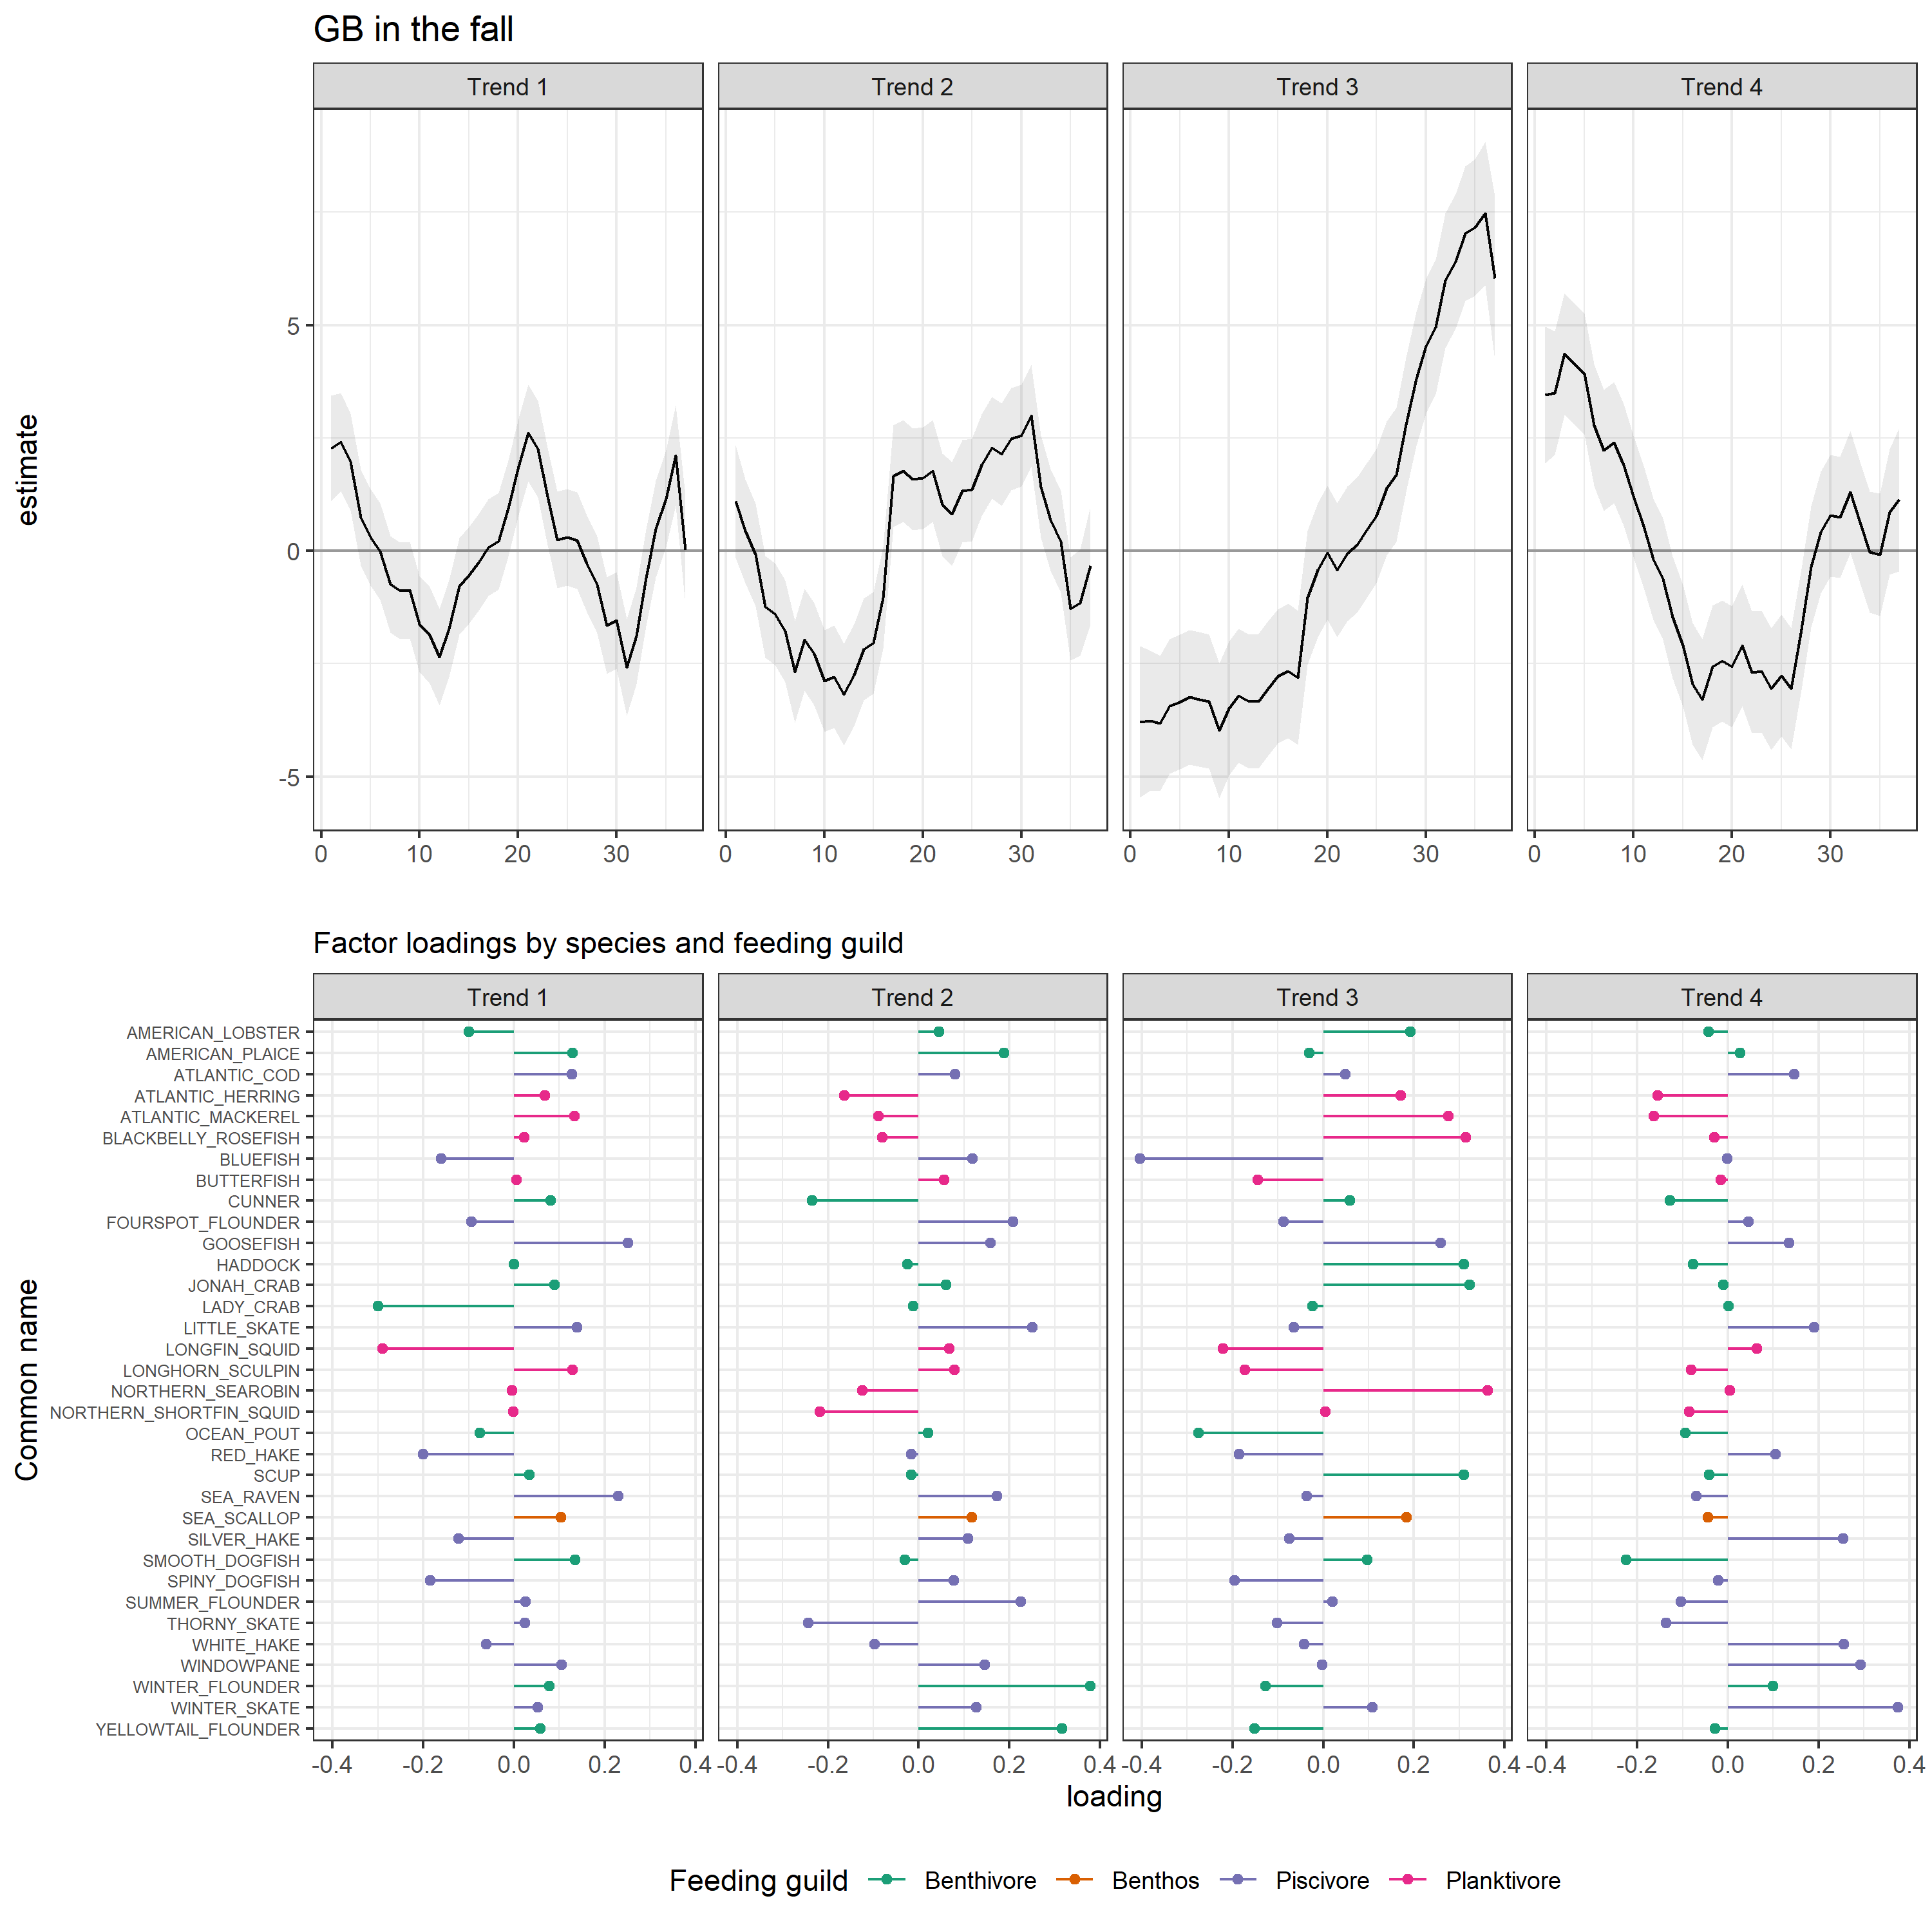 GB in the fall
Trend 1 Trend 2 Trend 3 Trend 4
estimate
5
0
-5
0 10 20 30 0 10 20 30 0 10 20 30 0 10 20 30
Factor loadings by species and feeding guild
Trend 1 Trend 2 Trend 3 Trend 4
Common name
AMERICAN_LOBSTER
AMERICAN_PLAICE
ATLANTIC_COD
ATLANTIC_HERRING
ATLANTIC_MACKEREL
BLACKBELLY_ROSEFISH
BLUEFISH
BUTTERFISH
CUNNER
FOURSPOT_FLOUNDER
GOOSEFISH
HADDOCK
JONAH_CRAB
LADY_CRAB
LITTLE_SKATE
LONGFIN_SQUID
LONGHORN_SCULPIN
NORTHERN_SEAROBIN
NORTHERN_SHORTFIN_SQUID
OCEAN_POUT
RED_HAKE
SCUP
SEA_RAVEN
SEA_SCALLOP
SILVER_HAKE
SMOOTH_DOGFISH
SPINY_DOGFISH
SUMMER_FLOUNDER
THORNY_SKATE
WHITE_HAKE
WINDOWPANE
WINTER_FLOUNDER
WINTER_SKATE
YELLOWTAIL_FLOUNDER
-0.4 -0.2 0.0 0.2 0.4 -0.4 -0.2 0.0 0.2 0.4 -0.4 -0.2 0.0 0.2 0.4 -0.4 -0.2 0.0 0.2 0.4
loading
Feeding guild Benthivore Benthos Piscivore Planktivore